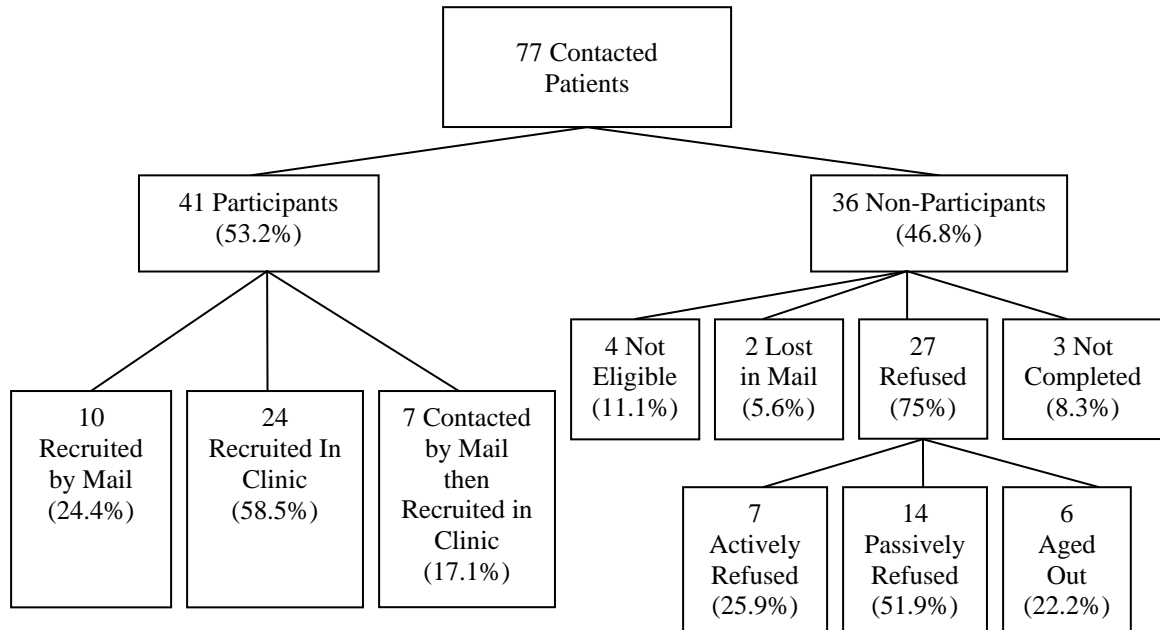 77 Contacted
Patients
41 Participants
(53.2%)
36 Non-Participants
(46.8%)
4 Not
Eligible
(11.1%)
2 Lost
in Mail
(5.6%)
27
Refused
(75%)
3 Not
Completed
(8.3%)
10
Recruited
by Mail
(24.4%)
24
Recruited In
Clinic
(58.5%)
7 Contacted
by Mail
then
Recruited in
Clinic
(17.1%)
7
Actively
Refused
(25.9%)
14
Passively
Refused
(51.9%)
6
Aged
Out
(22.2%)